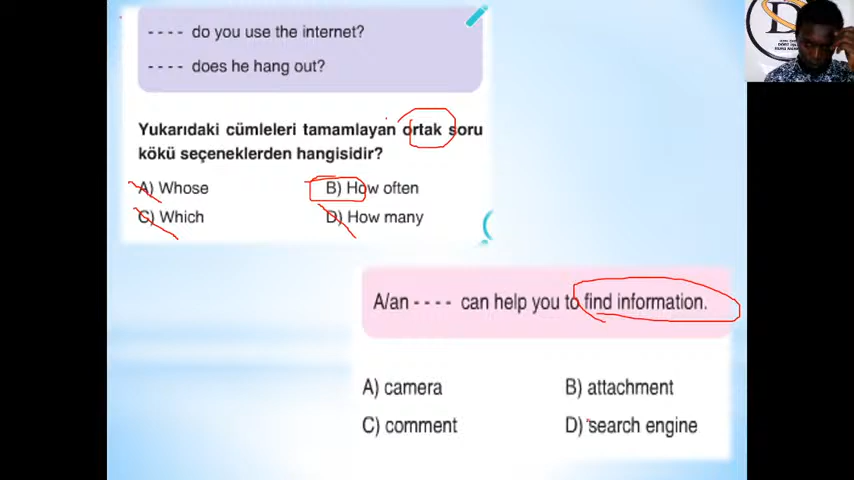 ---- do you use the internet?
---- does he hang out?
Yukarıdaki cümleleri tamamlayan ortak soru
kökü seçeneklerden hangisidir?
A) Whose
B) How often
C) Which
D) How many
A/an ---- can help you to find information.
A) camera
B) attachment
C) comment
D) search engine